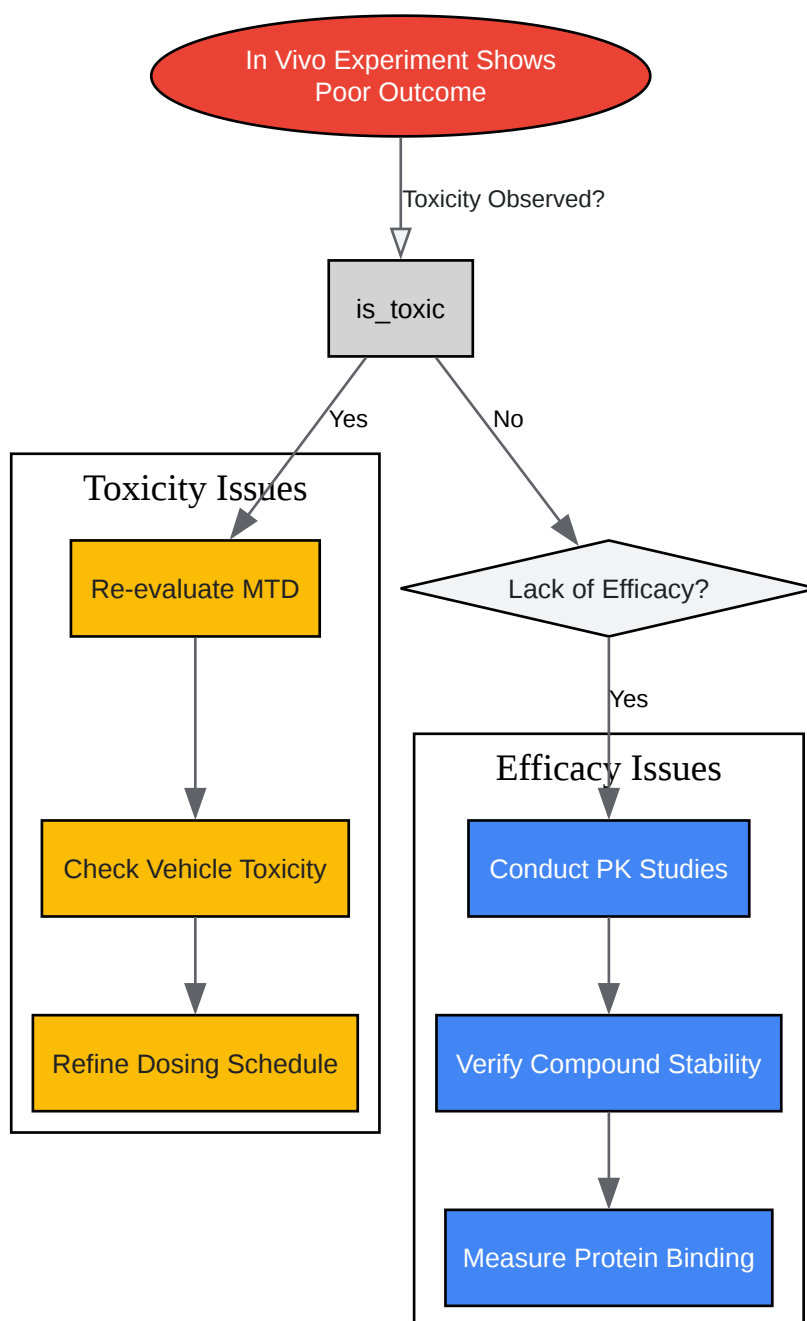 In Vivo Experiment Shows
Poor Outcome
Toxicity Observed?
is_toxic
Yes
No
Toxicity Issues
Re-evaluate MTD
Lack of Efficacy?
Yes
Efficacy Issues
Check Vehicle Toxicity
Conduct PK Studies
Refine Dosing Schedule
Verify Compound Stability
Measure Protein Binding